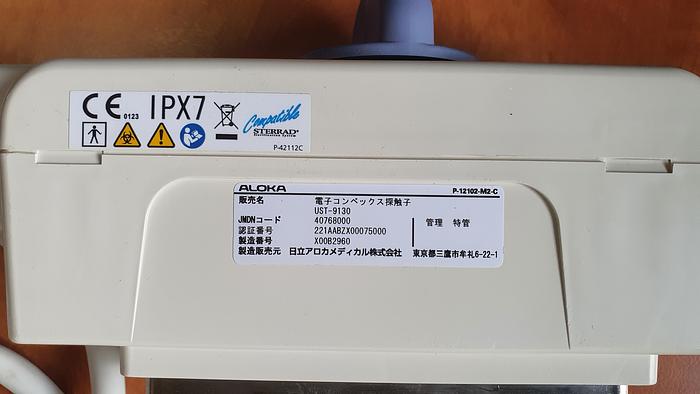 CE 0123 IPX7 Compatible
STERRAD®
P-42112C
ALOKA P-12102-M2-C
販売名 電子コンベックス探触子
UST-9130
JMDNコード 40768000
認証番号 221AABZX00075000 管理 特管
製造番号 X00B2960
製造販売元 日立アロカメディカル株式会社 東京都三鷹市牟礼6-22-1